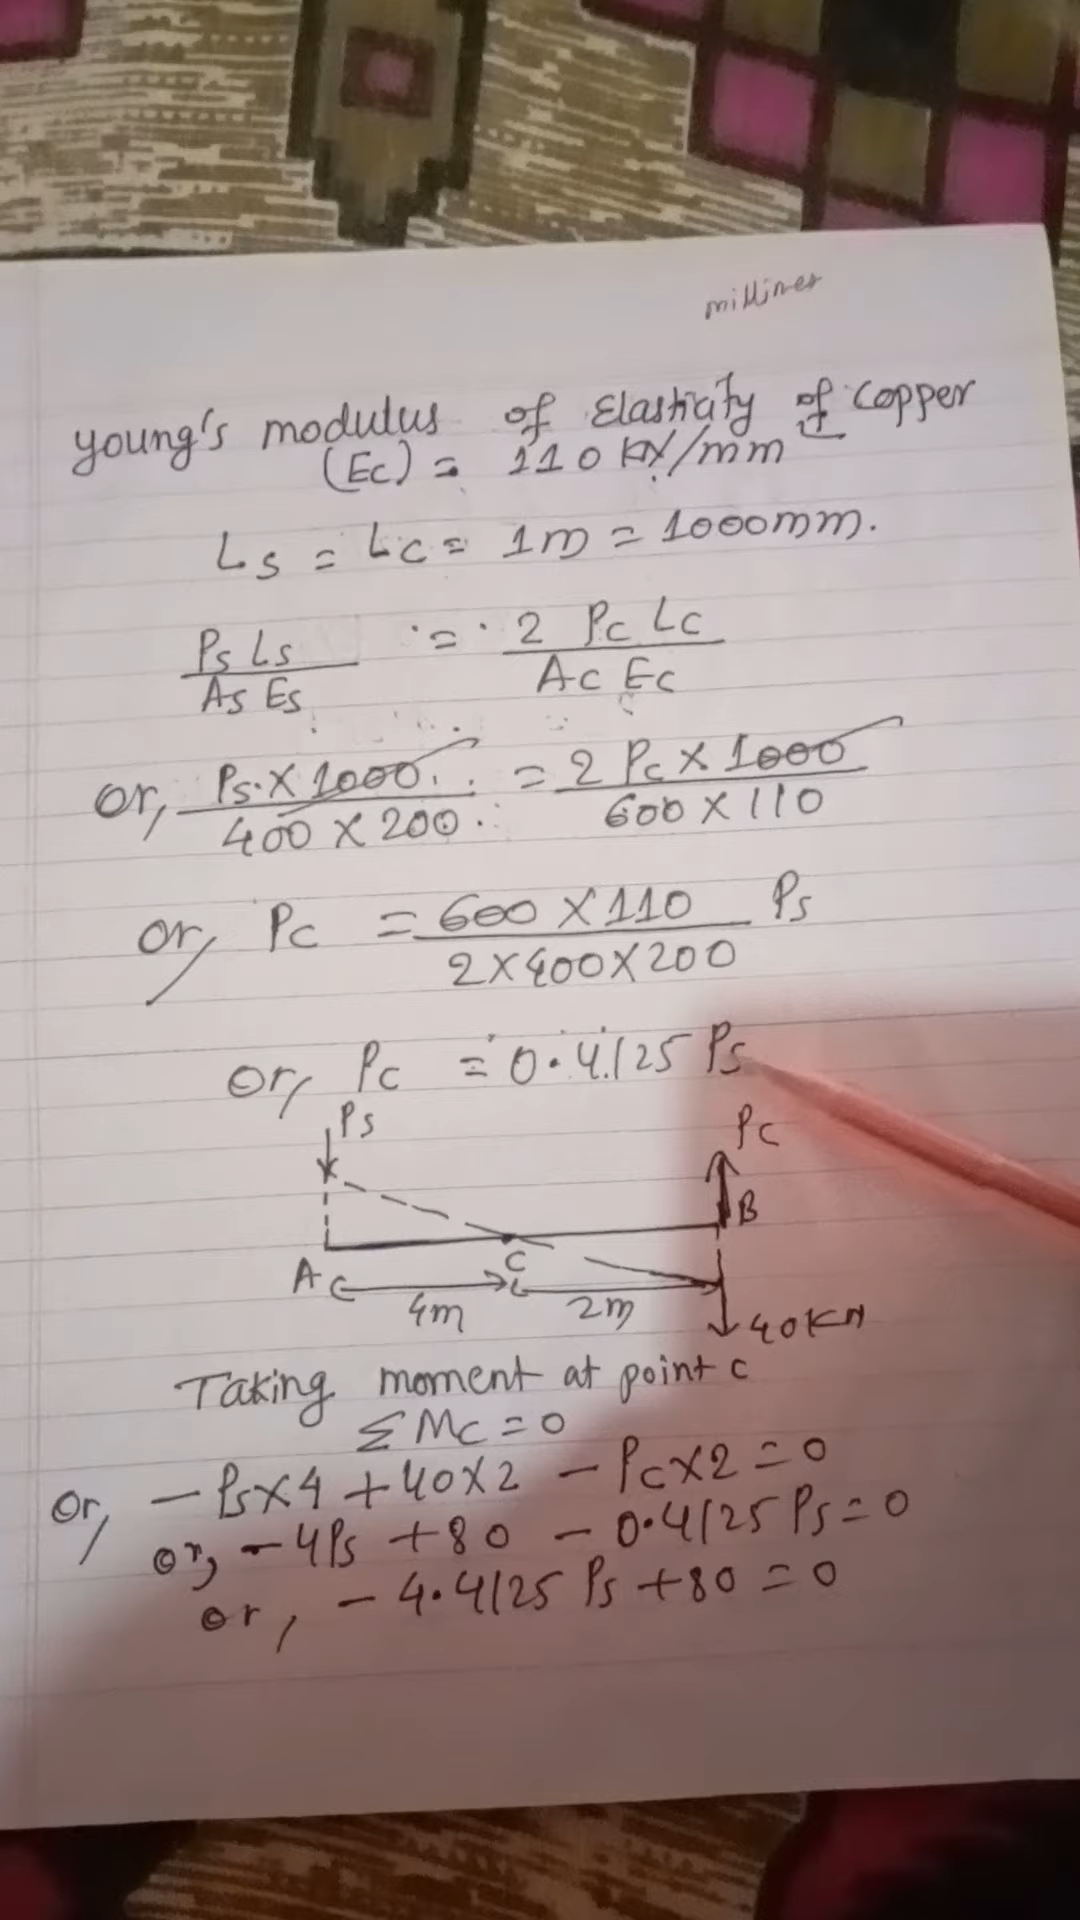 milliner
young's modulus of Elasticity of Copper
(Ec) = 110 kN/mm²
Ls = Lc = 1m = 1000mm.
Ps Ls / As Es = 2 Pc Lc / Ac Ec
or, Ps × 1000 / 400 × 200 = 2 Pc × 1000 / 600 × 110
or, Pc = 600 × 110 / 2×400×200 Ps
or, Pc = 0.4125 Ps
Ps
Pc
B
A C
4m 2m
40KN
Taking moment at point c
ΣMc = 0
or, - Ps×4 + 40×2 - Pc×2 = 0
or, - 4Ps + 80 - 0.4125 Ps = 0
or, - 4.4125 Ps + 80 = 0